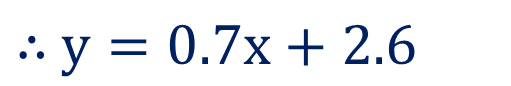 ∴ y = 0.7x + 2.6